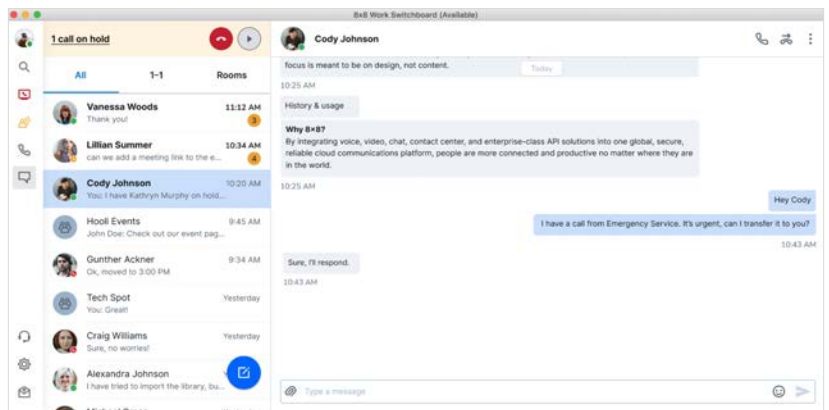 8x8 Work Switchboard (Available)
1 call on hold
All
1-1
Rooms
Vanessa Woods
11:12 AM
Thank you!
3
Lillian Summer
10:34 AM
can we add a meeting link to the e...
4
Cody Johnson
10:20 AM
You: I have Kathryn Murphy on hold...
Hooli Events
9:45 AM
John Doe: Check out our event pag...
Gunther Ackner
9:34 AM
Ok, moved to 3:00 PM
Tech Spot
Yesterday
You: Great!
Craig Williams
Yesterday
Sure, no worries!
Alexandra Johnson
I have tried to import the library, bu...
Cody Johnson
focus is meant to be on design, not content.
Today
10:25 AM
History & usage
Why 8×8?
By integrating voice, video, chat, contact center, and enterprise-class API solutions into one global, secure,
reliable cloud communications platform, people are more connected and productive no matter where they are
in the world.
10:25 AM
Hey Cody
I have a call from Emergency Service. It's urgent, can I transfer it to you?
10:43 AM
Sure, I'll respond.
10:43 AM
Type a message